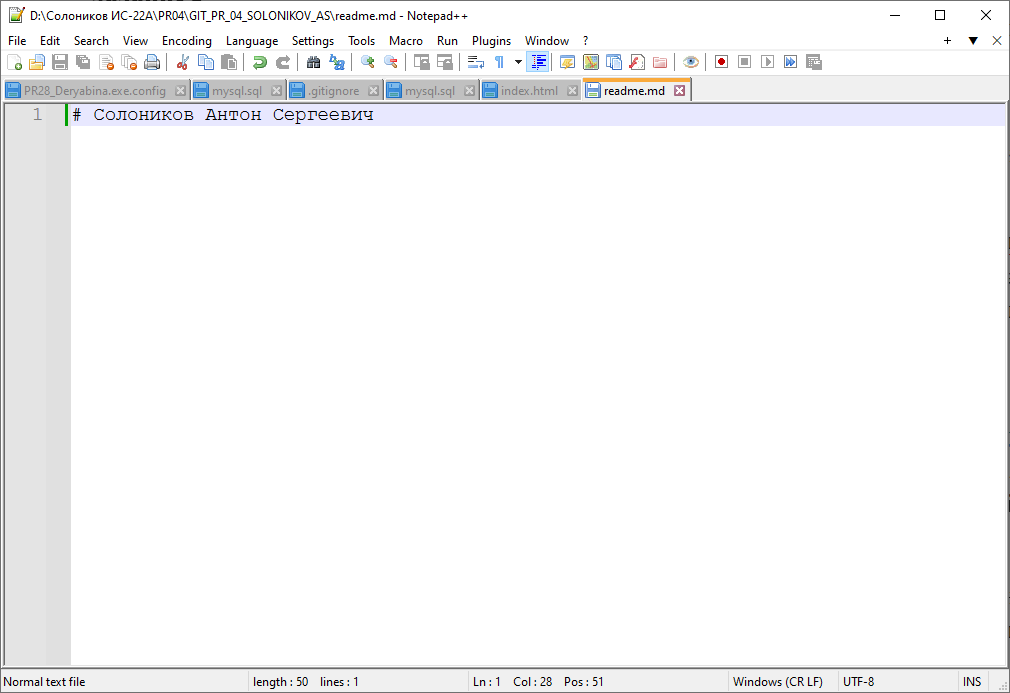 D:\Солоников ИС-22А\PR04\GIT_PR_04_SOLONIKOV_AS\readme.md - Notepad++
File Edit Search View Encoding Language Settings Tools Macro Run Plugins Window ?
PR28_Deryabina.exe.config mysql.sql .gitignore mysql.sql index.html readme.md
1 # Солоников Антон Сергеевич
Normal text file length : 50 lines : 1 Ln : 1 Col : 28 Pos : 51 Windows (CR LF) UTF-8 INS